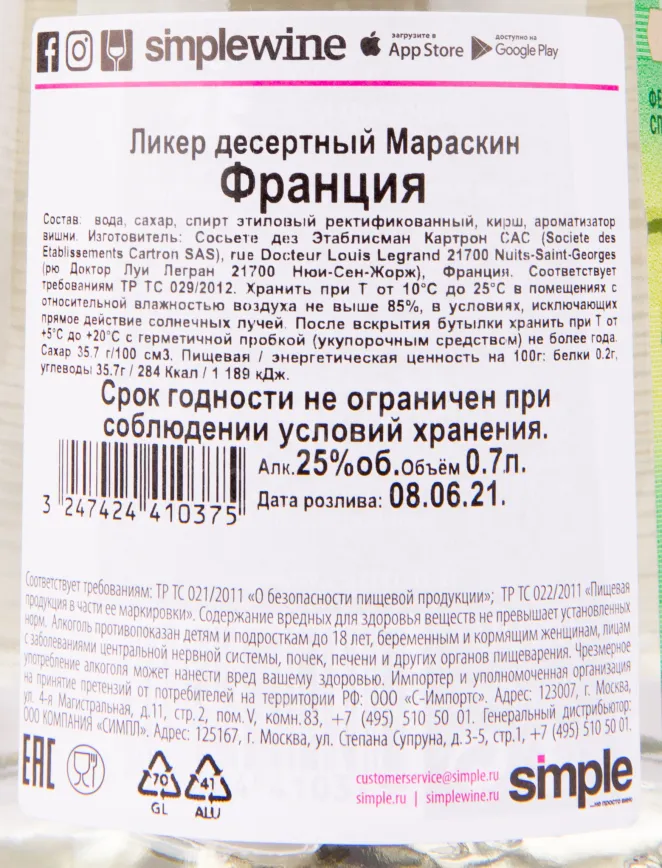 simplewine загрузите в App Store доступно на Google Play
Ликер десертный Мараскин
Франция
Состав: вода, сахар, спирт этиловый ректификованный, кирш, ароматизатор
вишни. Изготовитель: Сосьете дез Этаблисман Картрон САС (Societe des
Etablissements Cartron SAS), rue Docteur Louis Legrand 21700 Nuits-Saint-Georges
(рю Доктор Луи Легран 21700 Нюи-Сен-Жорж), Франция. Соответствует
требованиям ТР ТС 029/2012. Хранить при Т от 10°С до 25°С в помещениях с
относительной влажностью воздуха не выше 85%, в условиях, исключающих
прямое действие солнечных лучей. После вскрытия бутылки хранить при Т от
+5°С до +20°С с герметичной пробкой (укупорочным средством) не более года.
Сахар 35.7 г/100 см3. Пищевая / энергетическая ценность на 100г: белки 0.2г,
углеводы 35.7г / 284 Ккал / 1 189 кДж.
Срок годности не ограничен при
соблюдении условий хранения.
Алк.25%об.Объём 0.7л.
Дата розлива: 08.06.21.
3 247424 410375
Соответствует требованиям: ТР ТС 021/2011 «О безопасности пищевой продукции»; ТР ТС 022/2011 «Пищевая
продукция в части ее маркировки». Содержание вредных для здоровья веществ не превышает установленных
норм. Алкоголь противопоказан детям и подросткам до 18 лет, беременным и кормящим женщинам, лицам
с заболеваниями центральной нервной системы, почек, печени и других органов пищеварения. Чрезмерное
употребление алкоголя может нанести вред вашему здоровью. Импортер и уполномоченная организация
на принятие претензий от потребителей на территории РФ: ООО «С-Импортс». Адрес: 123007, г. Москва,
ул. 4-я Магистральная, д.11, стр.2, пом.V, комн.83, +7 (495) 510 50 01. Генеральный дистрибьютор:
ООО КОМПАНИЯ «СИМПЛ». Адрес: 125167, г. Москва, ул. Степана Супруна, д.3-5, стр.1, +7 (495) 510 50 01.
EAC
70
GL
41
ALU
customerservice@simple.ru
simple.ru | simplewine.ru
simple
...не просто вино